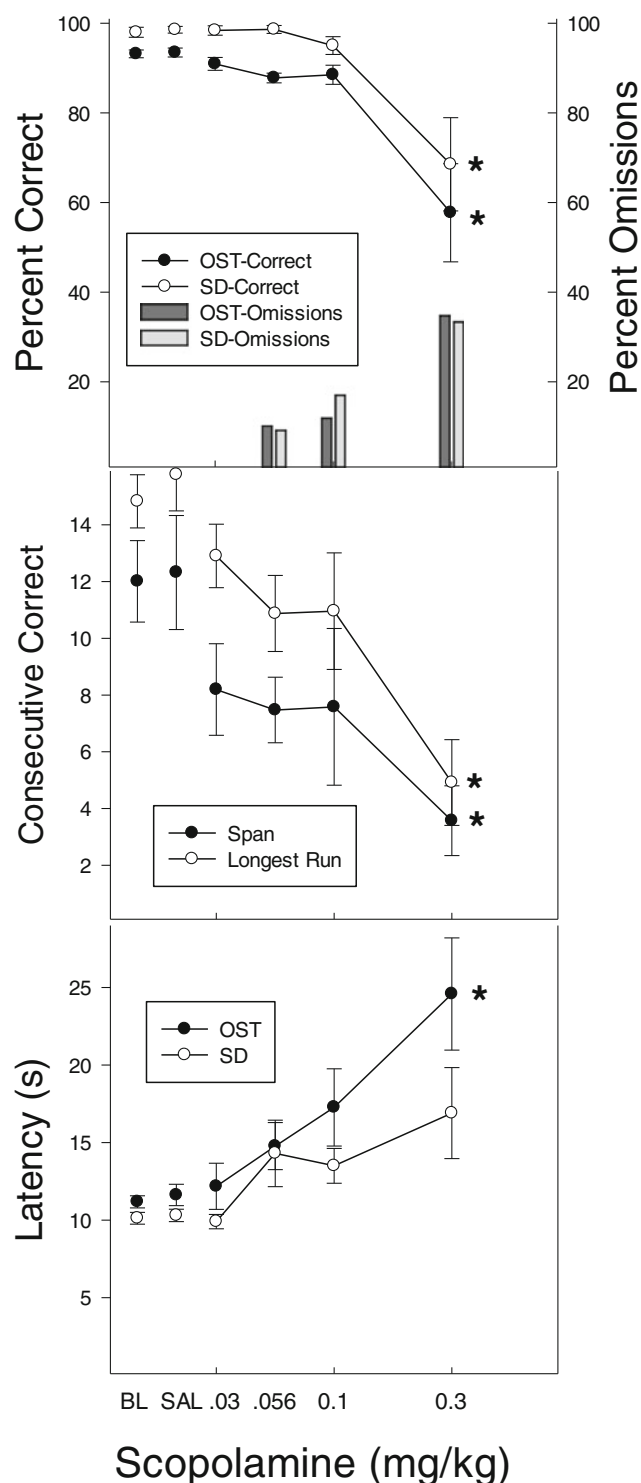 100
80
60
40
20
Percent Correct
100
80
60
40
20
Percent Omissions
OST-Correct
SD-Correct
OST-Omissions
SD-Omissions
*
*
14
12
10
8
6
4
2
Consecutive Correct
Span
Longest Run
*
*
25
20
15
10
5
Latency (s)
OST
SD
*
BL SAL .03 .056 0.1 0.3
Scopolamine (mg/kg)